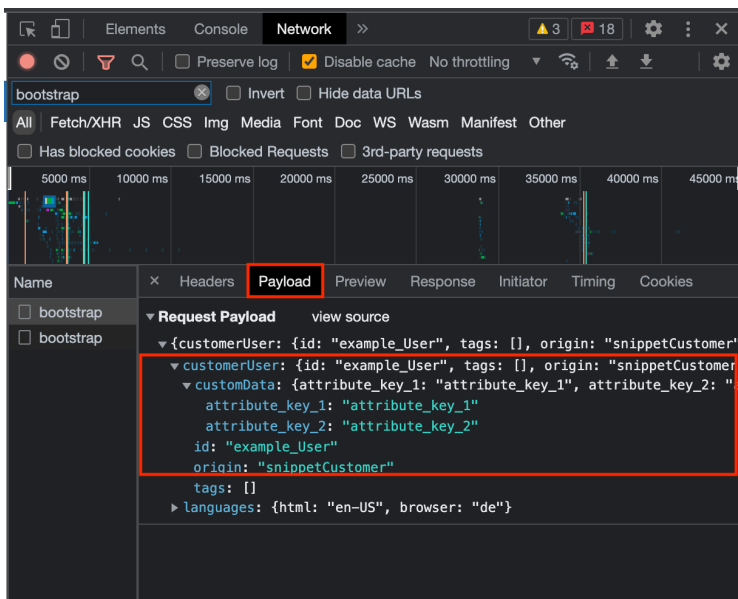 Elements Console Network » 3 18
Preserve log Disable cache No throttling
bootstrap Invert Hide data URLs
All Fetch/XHR JS CSS Img Media Font Doc WS Wasm Manifest Other
Has blocked cookies Blocked Requests 3rd-party requests
5000 ms 10000 ms 15000 ms 20000 ms 25000 ms 30000 ms 35000 ms 40000 ms 45000 m
Name × Headers Payload Preview Response Initiator Timing Cookies
bootstrap
bootstrap
Request Payload view source
{customerUser: {id: "example_User", tags: [], origin: "snippetCustomer"
customerUser: {id: "example_User", tags: [], origin: "snippetCustomer
customData: {attribute_key_1: "attribute_key_1", attribute_key_2: "a
attribute_key_1: "attribute_key_1"
attribute_key_2: "attribute_key_2"
id: "example_User"
origin: "snippetCustomer"
tags: []
languages: {html: "en-US", browser: "de"}